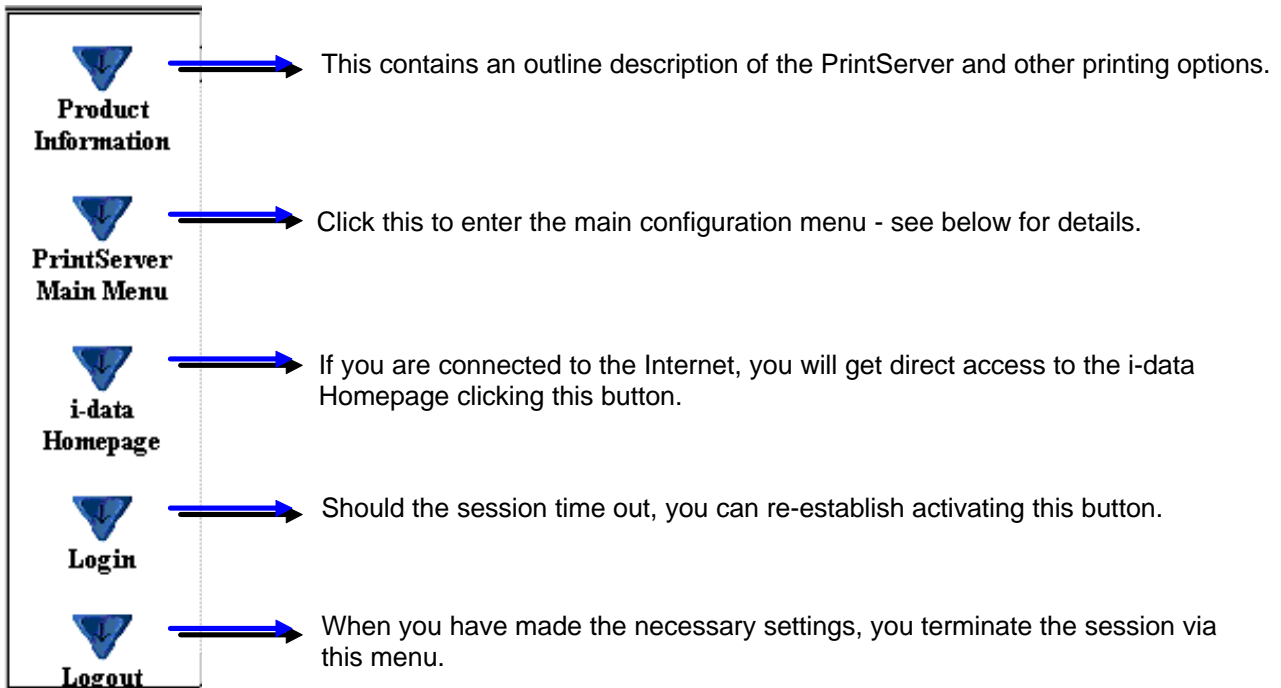 This contains an outline description of the PrintServer and other printing options.
Product
Information
Click this to enter the main configuration menu - see below for details.
PrintServer
Main Menu
If you are connected to the Internet, you will get direct access to the i-data
Homepage clicking this button.
i-data
Homepage
Should the session time out, you can re-establish activating this button.
Login
When you have made the necessary settings, you terminate the session via
this menu.
Logout